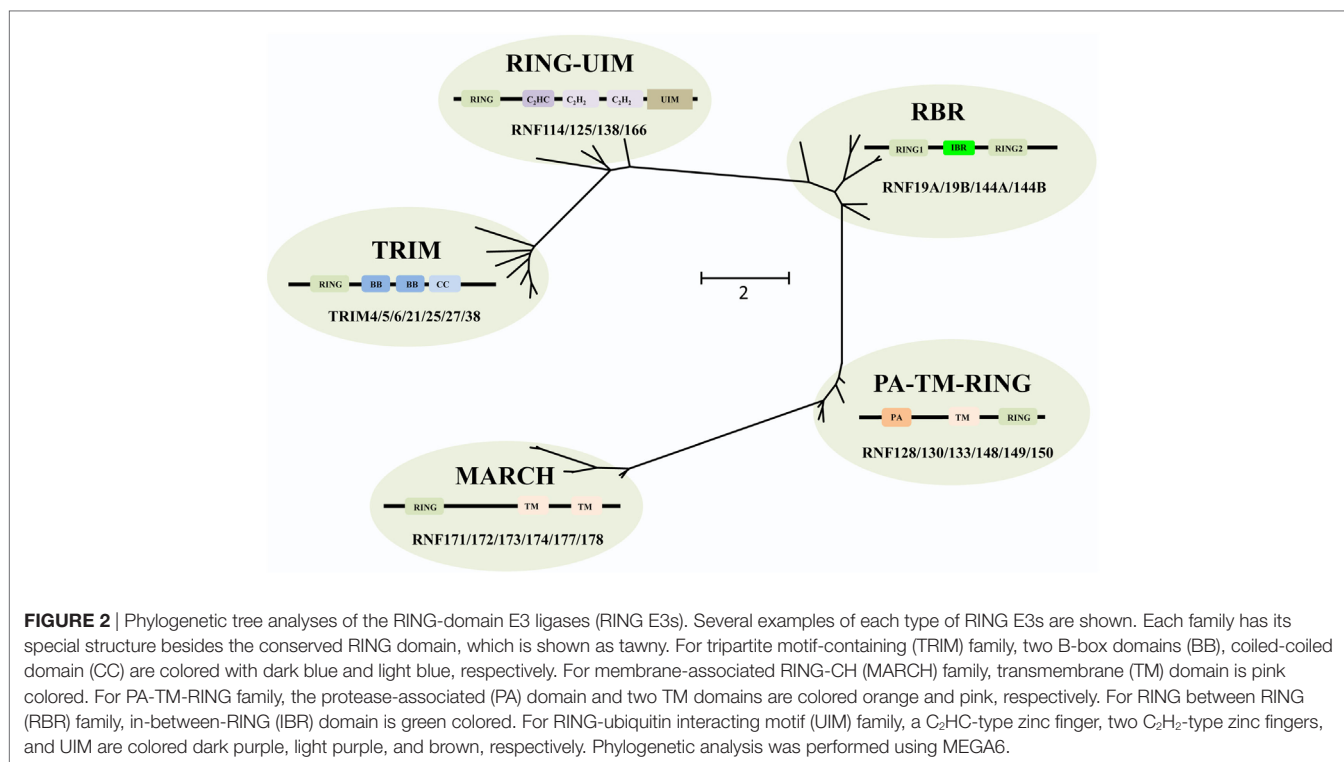 RING-UIM
RING C₂HC C₂H₂ C₂H₂ UIM
RNF114/125/138/166
RBR
RING1 IBR RING2
RNF19A/19B/144A/144B
TRIM
RING BB BB CC
TRIM4/5/6/21/25/27/38
2
PA-TM-RING
PA TM RING
RNF128/130/133/148/149/150
MARCH
RING TM TM
RNF171/172/173/174/177/178
FIGURE 2 | Phylogenetic tree analyses of the RING-domain E3 ligases (RING E3s). Several examples of each type of RING E3s are shown. Each family has its
special structure besides the conserved RING domain, which is shown as tawny. For tripartite motif-containing (TRIM) family, two B-box domains (BB), coiled-coiled
domain (CC) are colored with dark blue and light blue, respectively. For membrane-associated RING-CH (MARCH) family, transmembrane (TM) domain is pink
colored. For PA-TM-RING family, the protease-associated (PA) domain and two TM domains are colored orange and pink, respectively. For RING between RING
(RBR) family, in-between-RING (IBR) domain is green colored. For RING-ubiquitin interacting motif (UIM) family, a C₂HC-type zinc finger, two C₂H₂-type zinc fingers,
and UIM are colored dark purple, light purple, and brown, respectively. Phylogenetic analysis was performed using MEGA6.